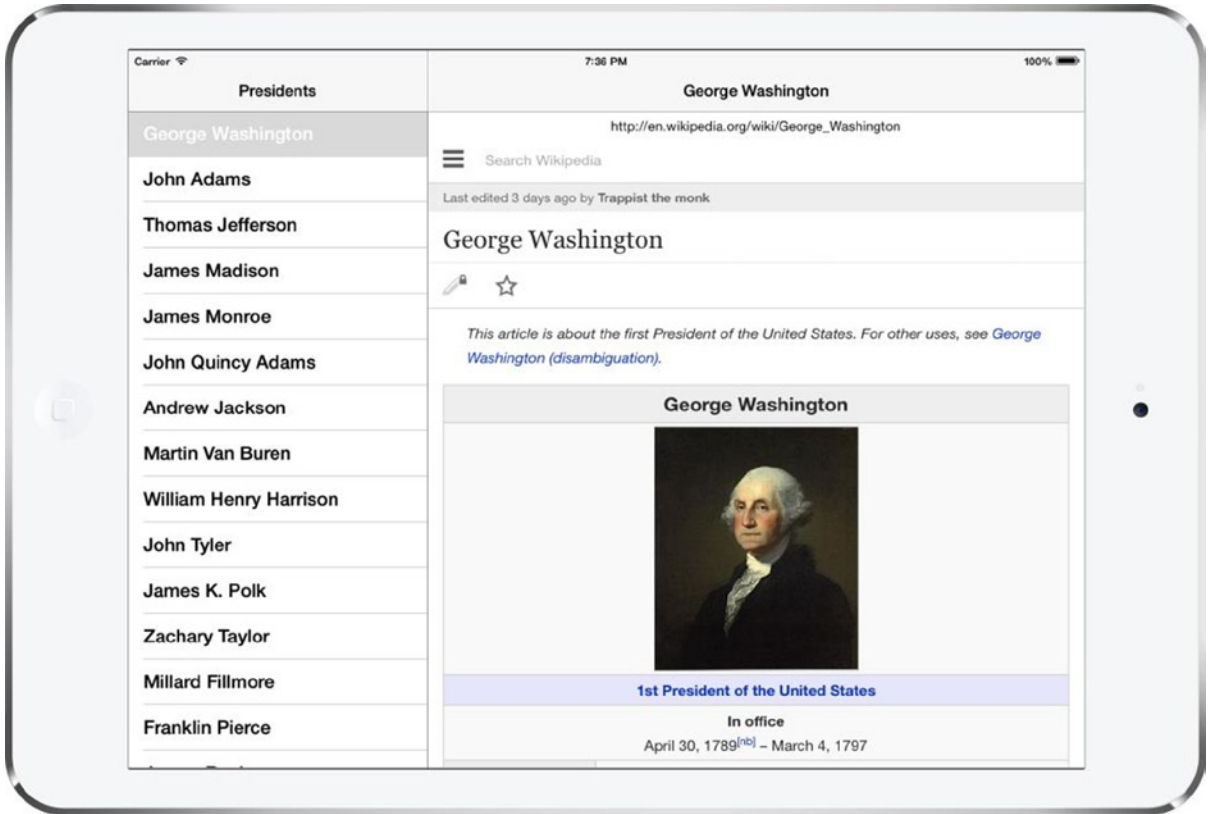 Carrier 7:36 PM 100%
Presidents
George Washington
John Adams
Thomas Jefferson
James Madison
James Monroe
John Quincy Adams
Andrew Jackson
Martin Van Buren
William Henry Harrison
John Tyler
James K. Polk
Zachary Taylor
Millard Fillmore
Franklin Pierce
George Washington
http://en.wikipedia.org/wiki/George_Washington
Search Wikipedia
Last edited 3 days ago by Trappist the monk
George Washington
This article is about the first President of the United States. For other uses, see George
Washington (disambiguation).
George Washington
1st President of the United States
In office
April 30, 1789[nb] – March 4, 1797